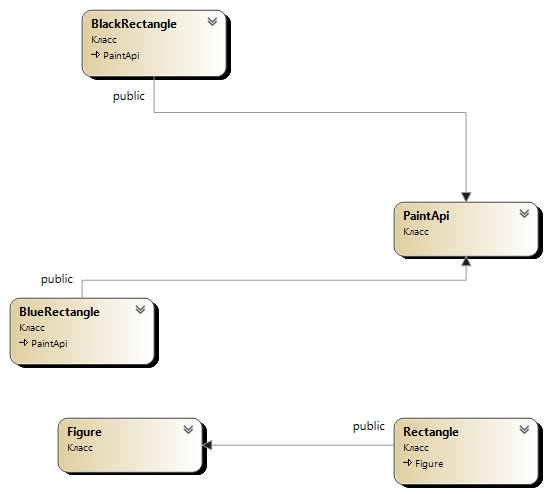 BlackRectangle
Класс
PaintApi
public
PaintApi
Класс
public
BlueRectangle
Класс
PaintApi
Figure
Класс
public
Rectangle
Класс
Figure